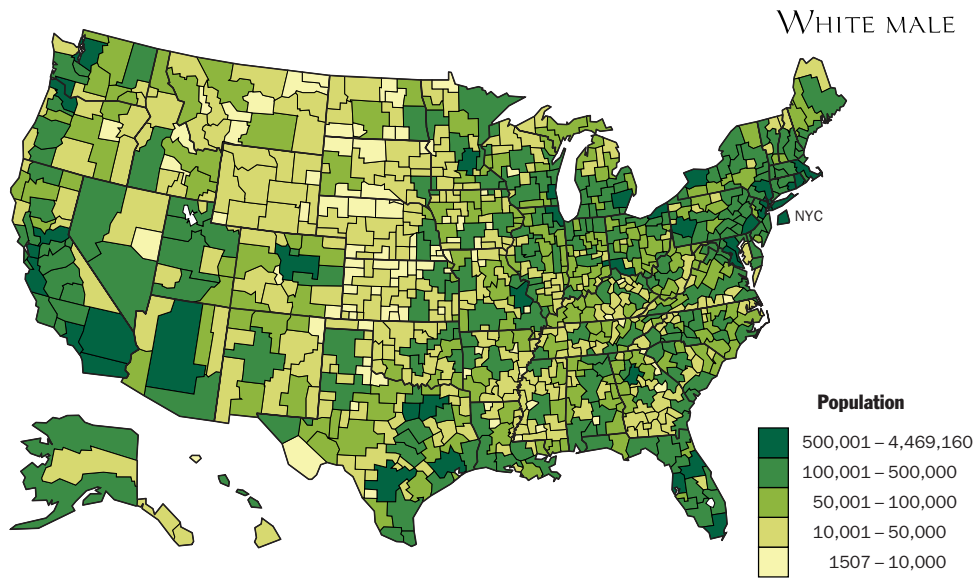 White male
NYC
Population
500,001 – 4,469,160
100,001 – 500,000
50,001 – 100,000
10,001 – 50,000
1507 – 10,000